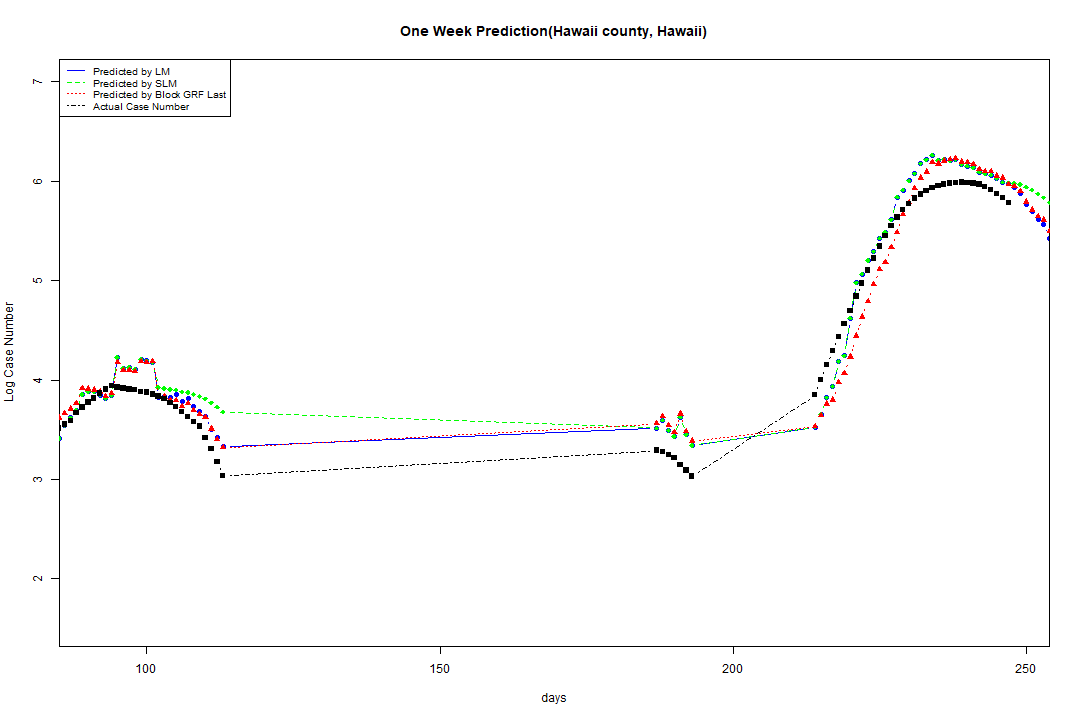 One Week Prediction(Hawaii county, Hawaii)
Predicted by LM
Predicted by SLM
Predicted by Block GRF Last
Actual Case Number
7
6
5
4
3
2
Log Case Number
100 150 200 250
days